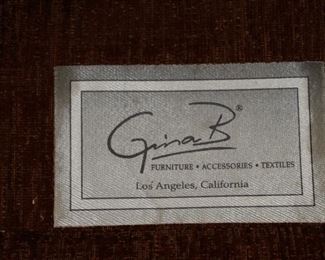 Gina B ®
FURNITURE • ACCESSORIES • TEXTILES
Los Angeles, California